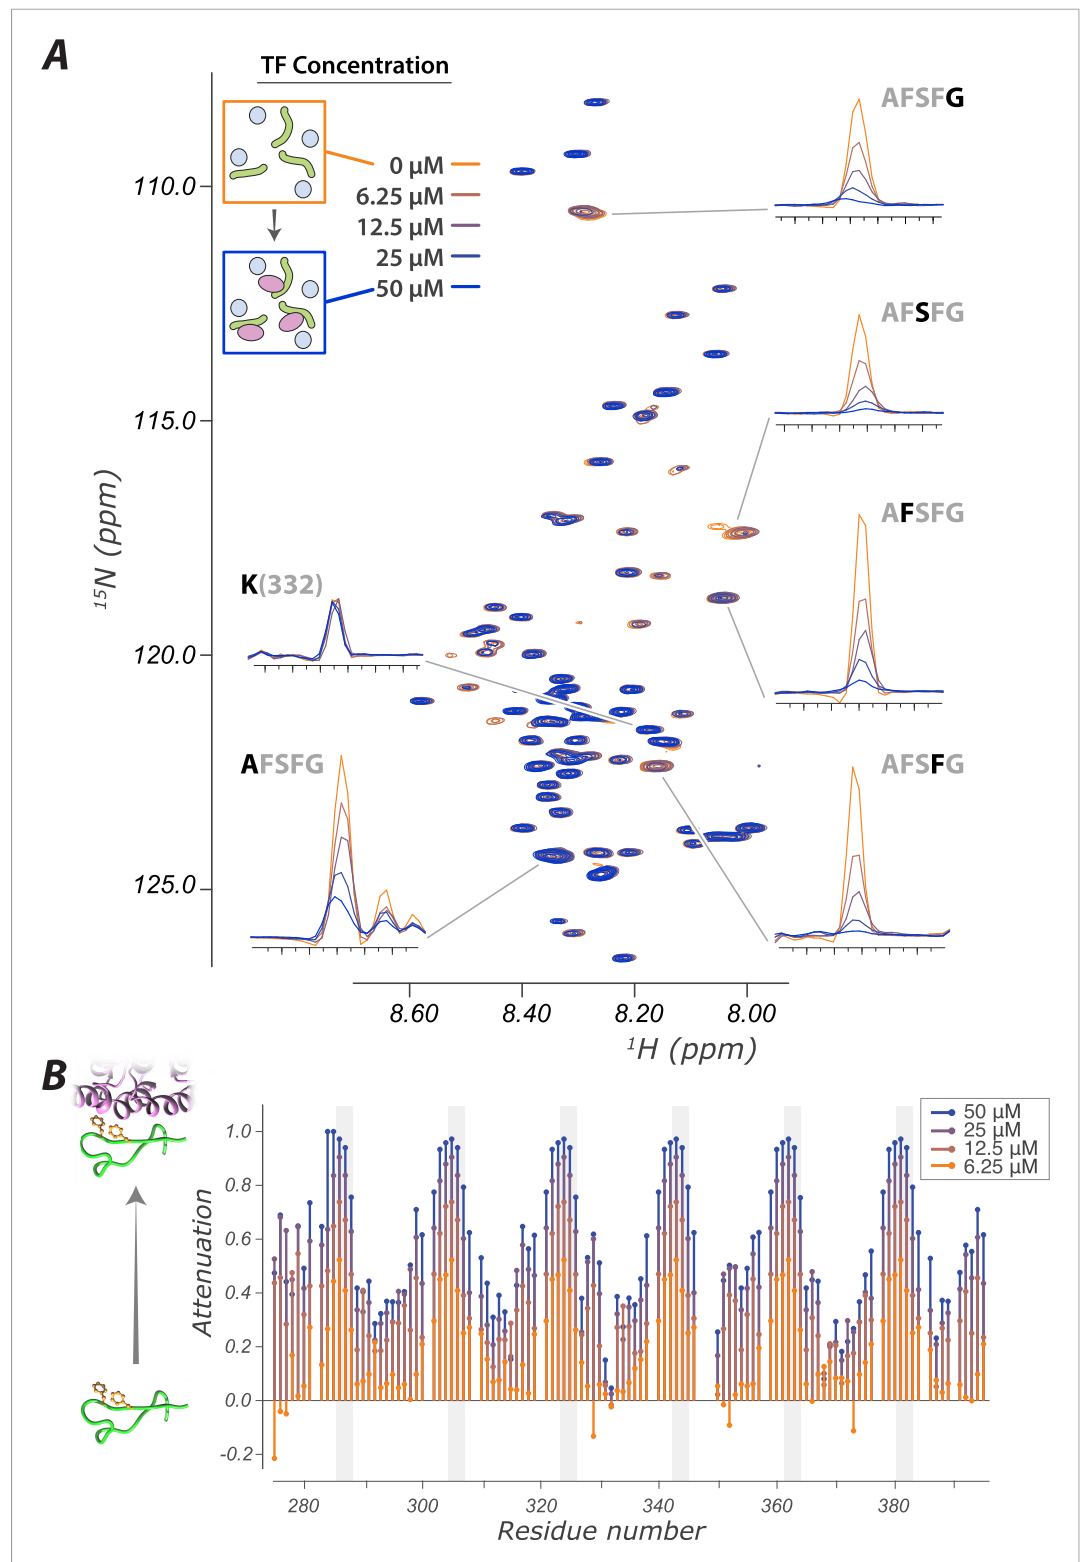 A
TF Concentration
0 µM
6.25 µM
12.5 µM
25 µM
50 µM
AFSFG
AFSFG
AFSFG
AFSFG
K(332)
AFSFG
110.0
115.0
120.0
125.0
15N (ppm)
8.60 8.40 8.20 8.00
1H (ppm)
B
50 µM
25 µM
12.5 µM
6.25 µM
1.0
0.8
0.6
0.4
0.2
0.0
-0.2
Attenuation
280 300 320 340 360 380
Residue number